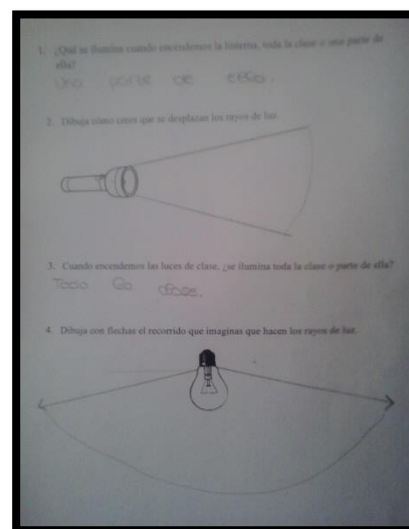 1. ¿Qué se ilumina cuando encendemos la linterna, toda la clase o una parte de
ella?
Una parte de ella.
2. Dibuja cómo crees que se desplazan los rayos de luz.
3. Cuando encendemos las luces de clase, ¿se ilumina toda la clase o parte de ella?
Toda la clase.
4. Dibuja con flechas el recorrido que imaginas que hacen los rayos de luz.